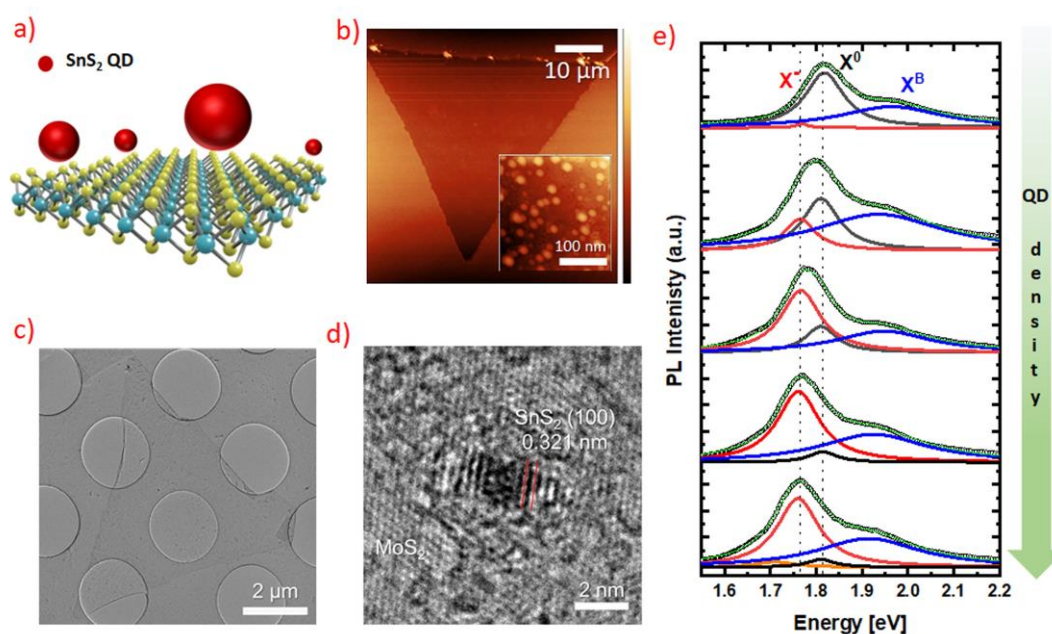 a)
SnS₂ QD
b)
10 µm
100 nm
c)
2 µm
d)
SnS₂ (100)
0.321 nm
MoS₂
2 nm
e)
X⁻
X⁰
X^B
PL Intenisty (a.u.)
1.6 1.7 1.8 1.9 2.0 2.1 2.2
Energy [eV]
QD
density